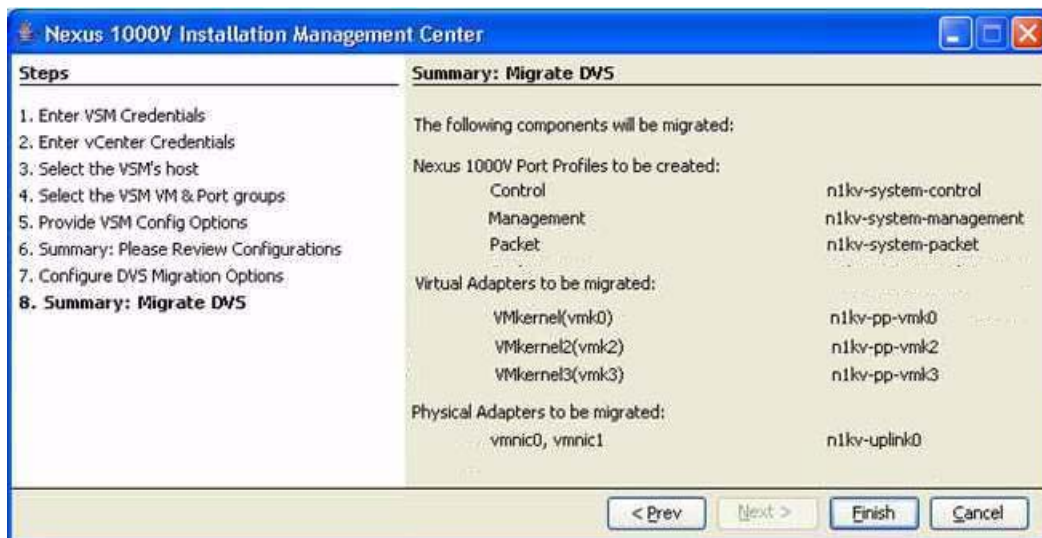 Nexus 1000V Installation Management Center
Steps
1. Enter VSM Credentials
2. Enter vCenter Credentials
3. Select the VSM's host
4. Select the VSM VM & Port groups
5. Provide VSM Config Options
6. Summary: Please Review Configurations
7. Configure DVS Migration Options
8. Summary: Migrate DVS
Summary: Migrate DVS
The following components will be migrated:
Nexus 1000V Port Profiles to be created:
Control n1kv-system-control
Management n1kv-system-management
Packet n1kv-system-packet
Virtual Adapters to be migrated:
VMkernel(vmk0) n1kv-pp-vmk0
VMkernel2(vmk2) n1kv-pp-vmk2
VMkernel3(vmk3) n1kv-pp-vmk3
Physical Adapters to be migrated:
vmnic0, vmnic1 n1kv-uplink0
< Prev Next > Finish Cancel